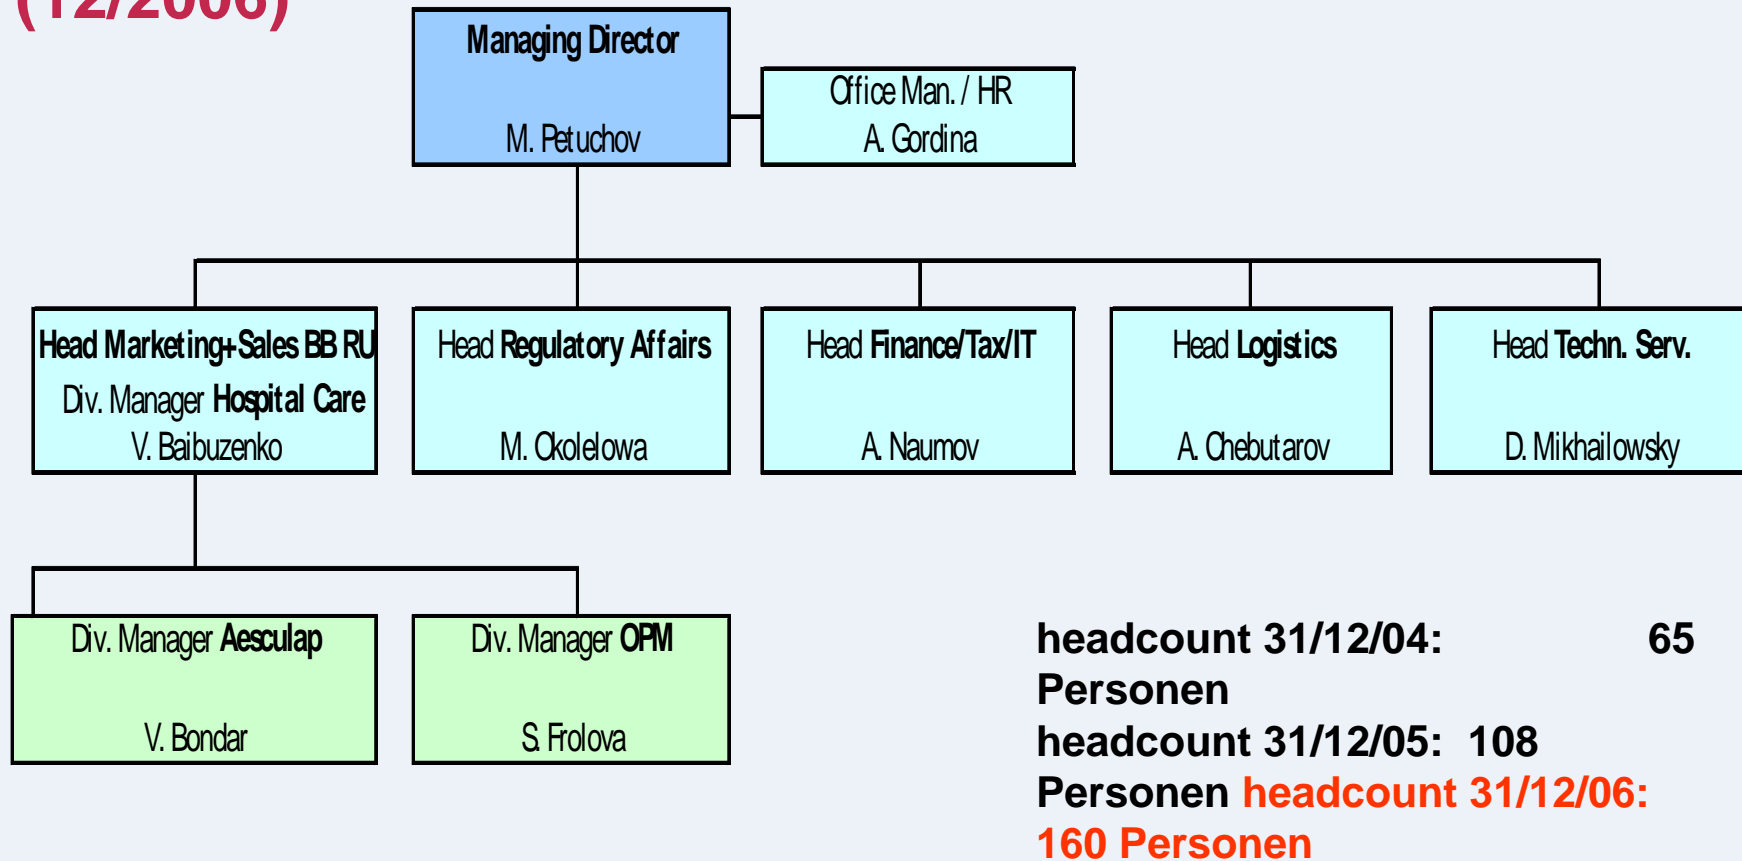 (12/2006)
Managing Director
M. Petuchov
Office Man. / HR
A. Gordina
Head Marketing+Sales BB RU
Div. Manager Hospital Care
V. Baibuzenko
Head Regulatory Affairs
M. Okolelowa
Head Finance/Tax/IT
A. Naumov
Head Logistics
A. Chebutarov
Head Techn. Serv.
D. Mikhailowsky
Div. Manager Aesculap
V. Bondar
Div. Manager OPM
S. Frolova
headcount 31/12/04: 65
Personen
headcount 31/12/05: 108
Personen headcount 31/12/06:
160 Personen